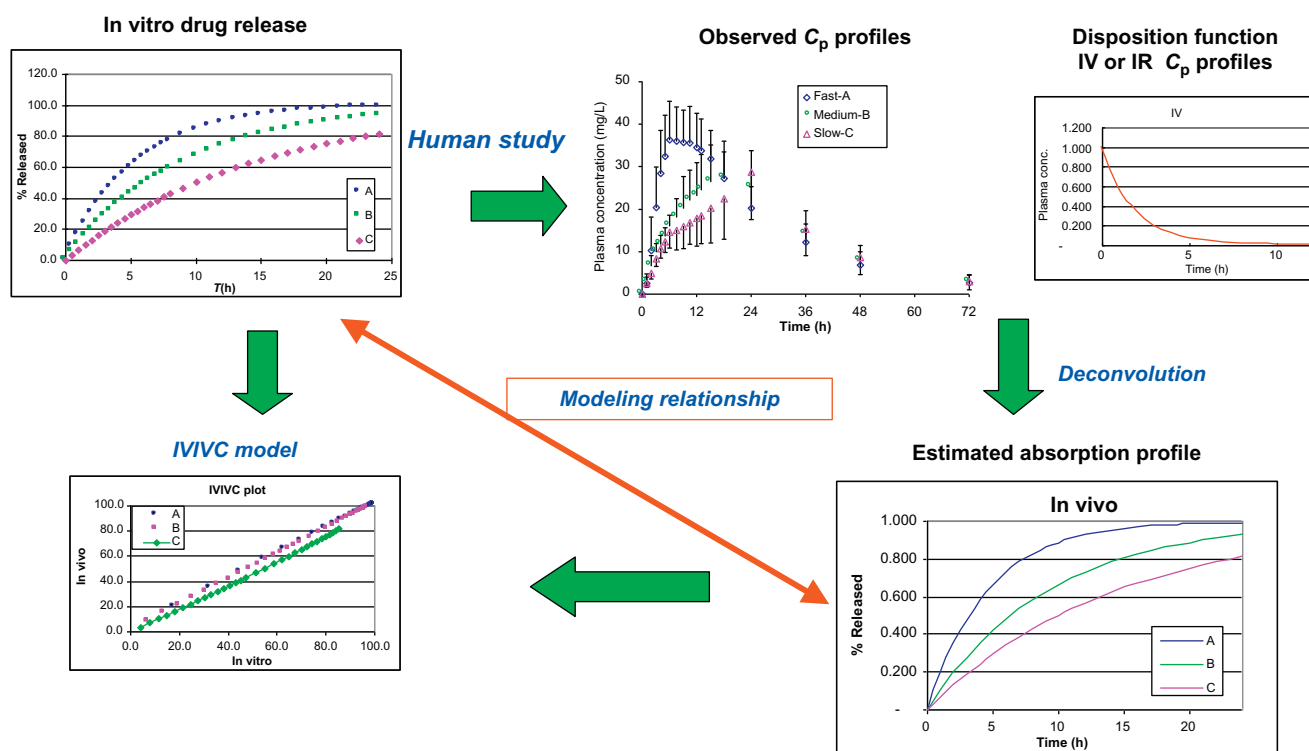 In vitro drug release
120.0
100.0
80.0
60.0
40.0
20.0
0.0
% Released
A
B
C
0
5
10
15
20
25
T(h)
Human study
Observed Cp profiles
50
40
30
20
10
0
Plasma concentration (mg/L)
Fast-A
Medium-B
Slow-C
0 12 24 36 48 60 72
Time (h)
Disposition function
IV or IR Cp profiles
IV
1.200
1.000
0.800
0.600
0.400
0.200
-
Plasma conc.
0 5 10
Time (h)
Deconvolution
Modeling relationship
IVIVC model
IVIVC plot
100.0
80.0
60.0
40.0
20.0
0.0
In vivo
A
B
C
0.0 20.0 40.0 60.0 80.0 100.0
In vitro
Estimated absorption profile
In vivo
1.000
0.800
0.600
0.400
0.200
-
% Released
A
B
C
0 5 10 15 20
Time (h)